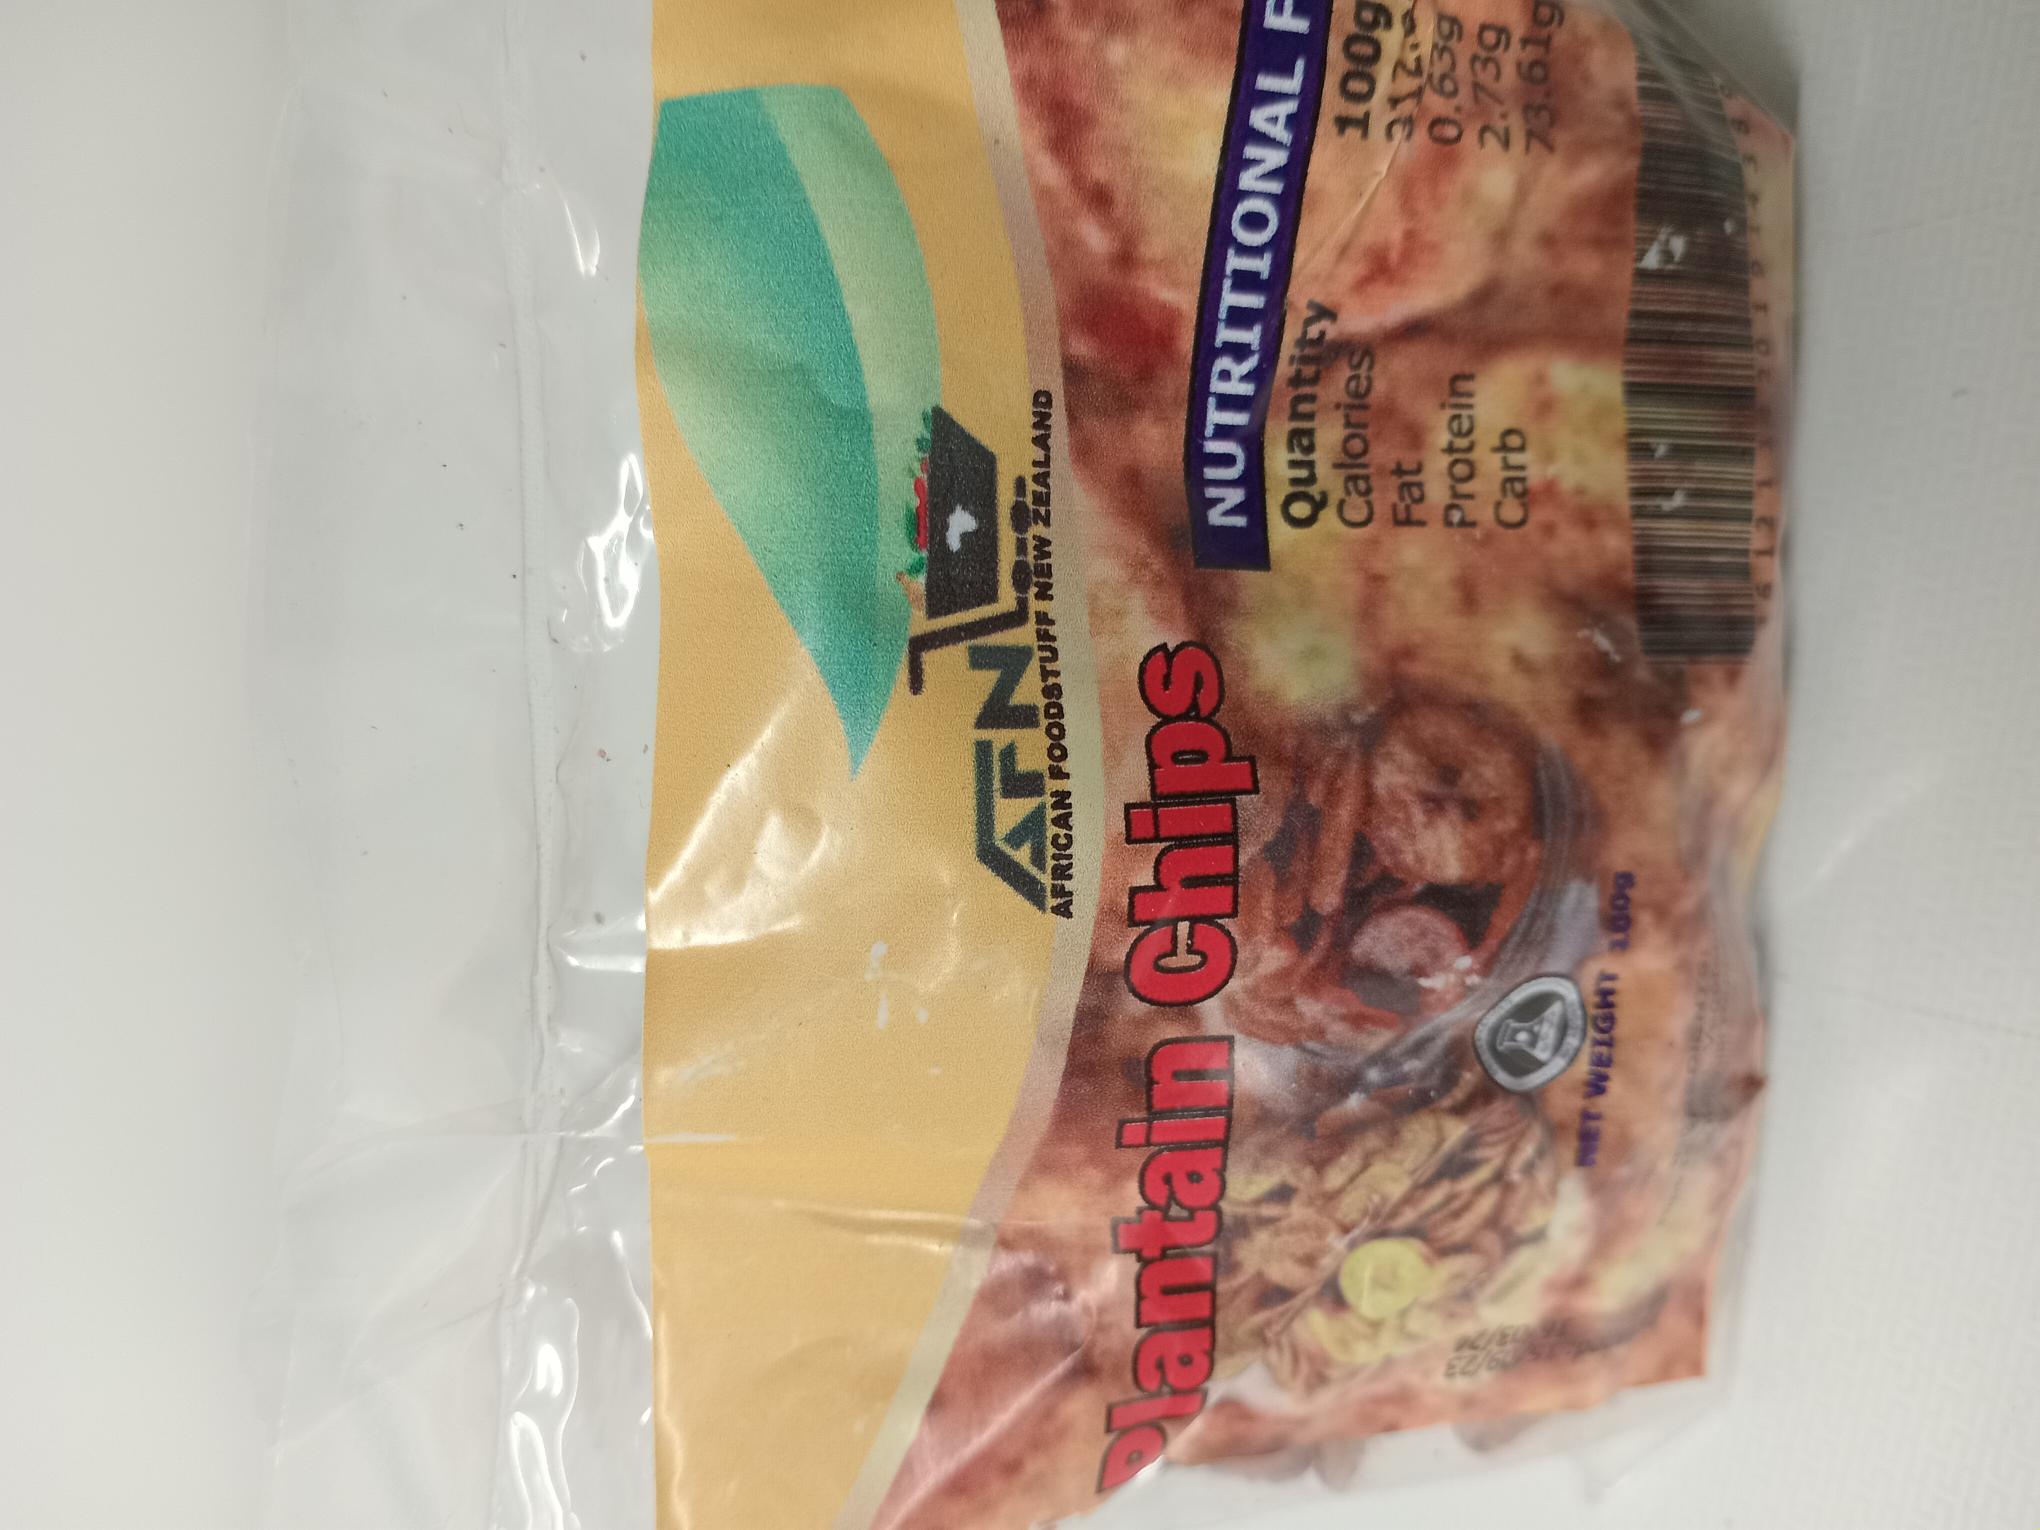 AFN
AFRICAN FOODSTUFF NEW ZEALAND
Plantain Chips
NUTRITIONAL F
Quantity 100g
Calories
Fat 0.63g
Protein 2.73g
Carb 73.61g
NET WEIGHT